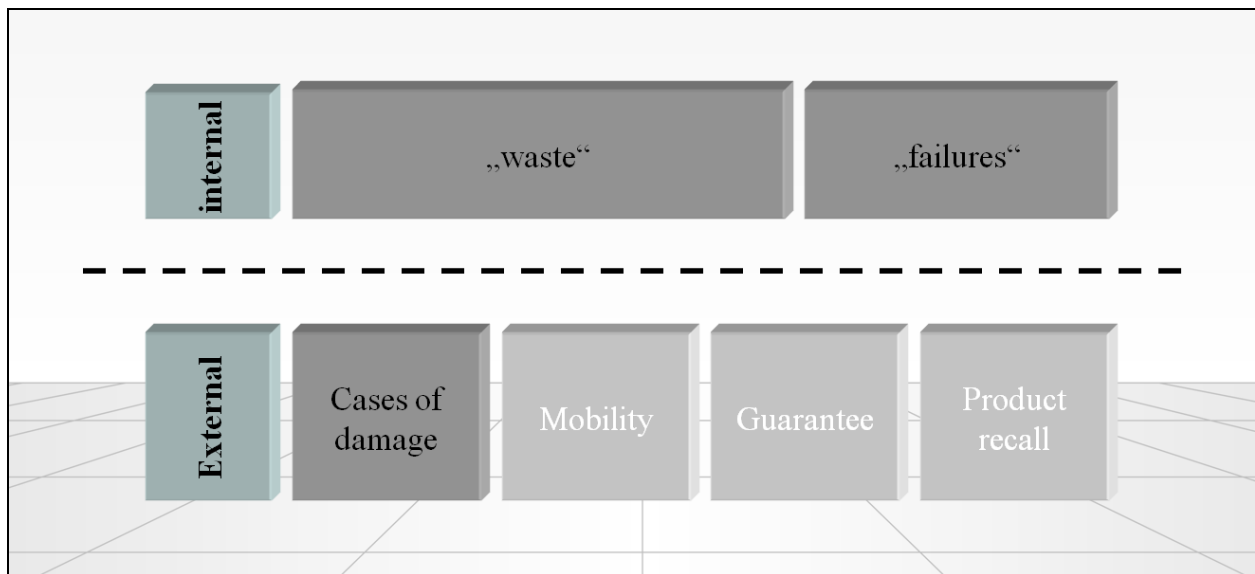 internal
„waste“
„failures“
External
Cases of
damage
Mobility
Guarantee
Product
recall